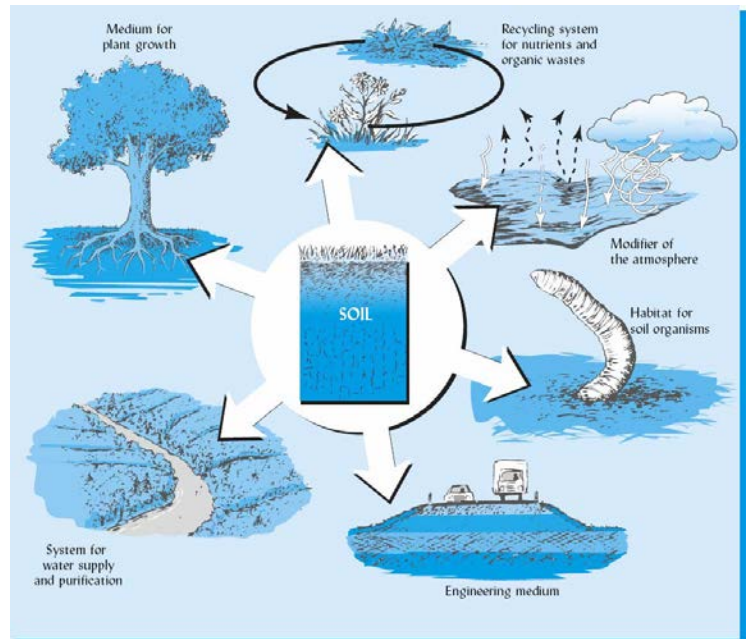 Medium for
plant growth
Recycling system
for nutrients and
organic wastes
Modifier of
the atmosphere
SOIL
Habitat for
soil organisms
System for
water supply
and purification
Engineering medium